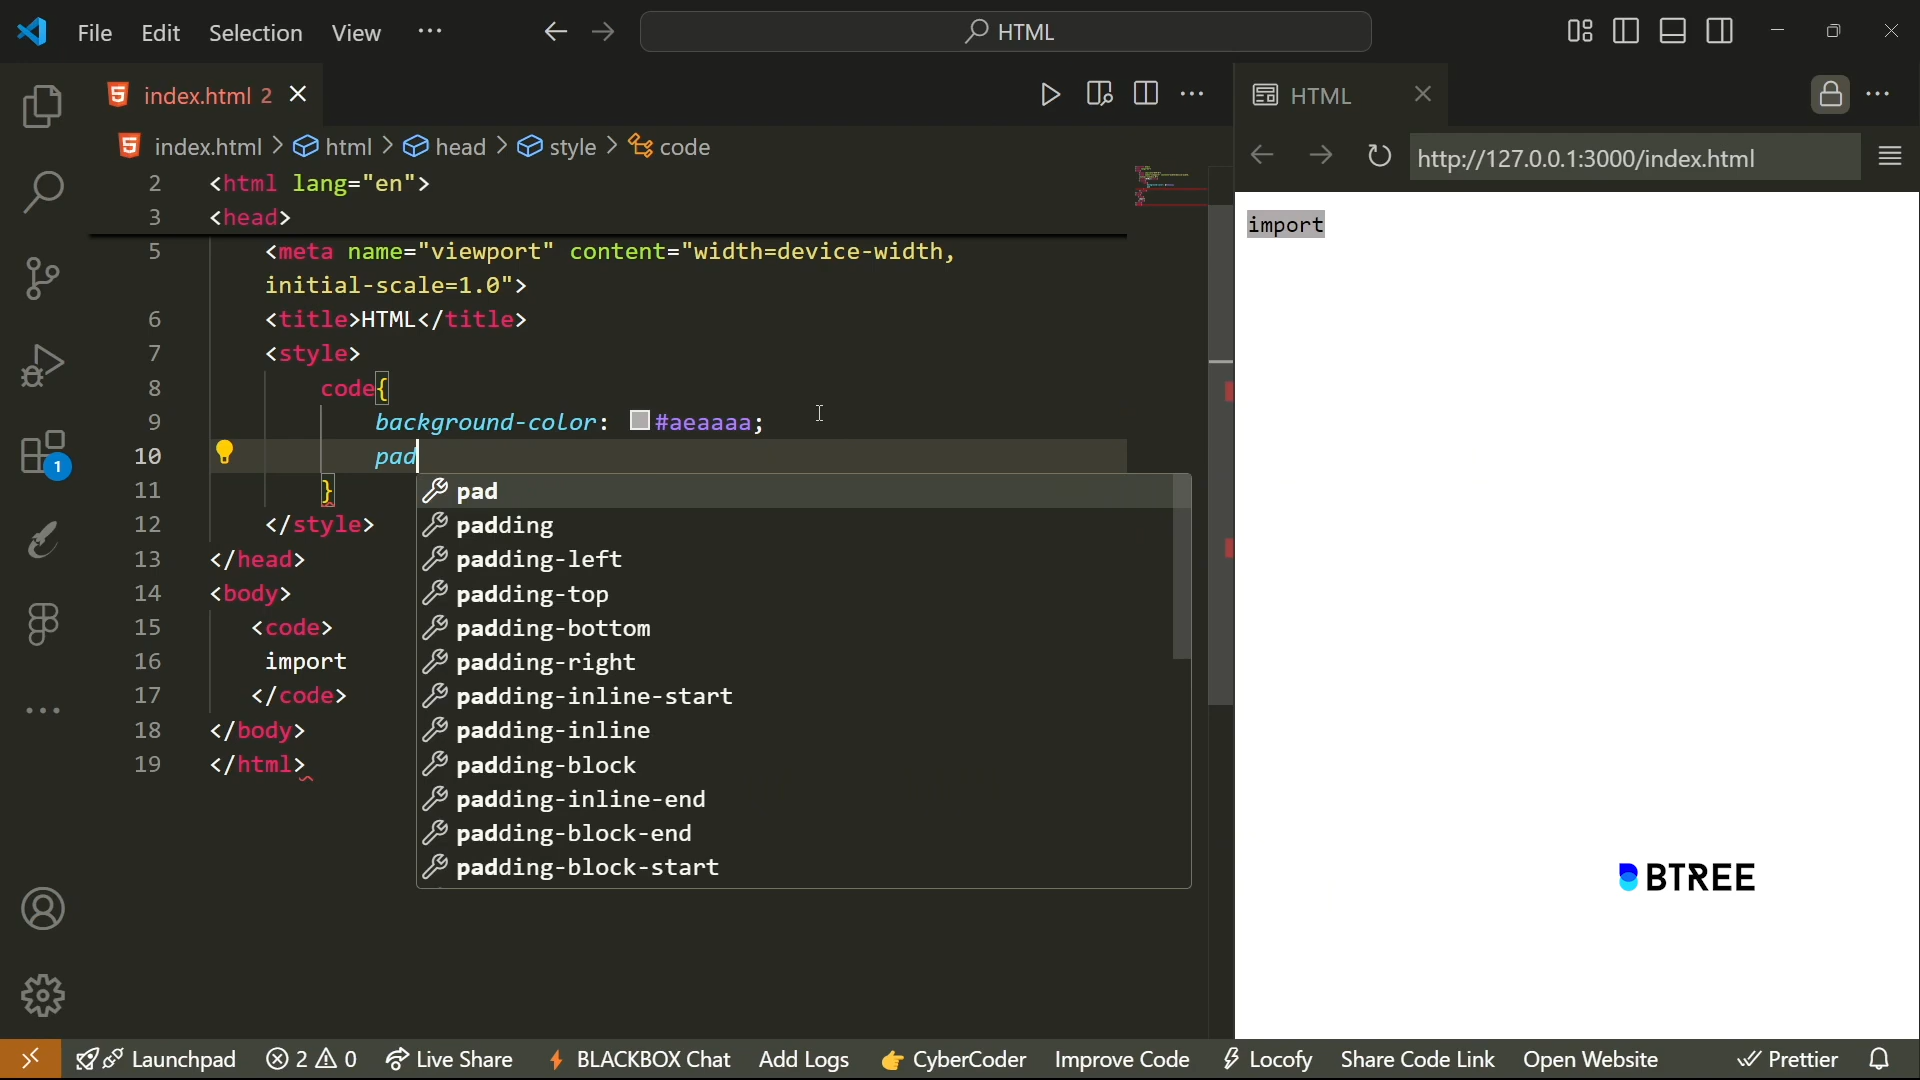 File Edit Selection View ··· HTML
index.html 2
index.html > html > head > style > code
2 <html lang="en">
3 <head>
5 <meta name="viewport" content="width=device-width,
initial-scale=1.0">
6 <title>HTML</title>
7 <style>
8 code{
9 background-color: #aeaaaa;
10 pad
11 }
12 </style>
13 </head>
14 <body>
15 <code>
16 import
17 </code>
18 </body>
19 </html>
pad
padding
padding-left
padding-top
padding-bottom
padding-right
padding-inline-start
padding-inline
padding-block
padding-inline-end
padding-block-end
padding-block-start
1
HTML
http://127.0.0.1:3000/index.html
import
BTREE
Launchpad 2 0 Live Share BLACKBOX Chat Add Logs CyberCoder Improve Code Locofy Share Code Link Open Website Prettier